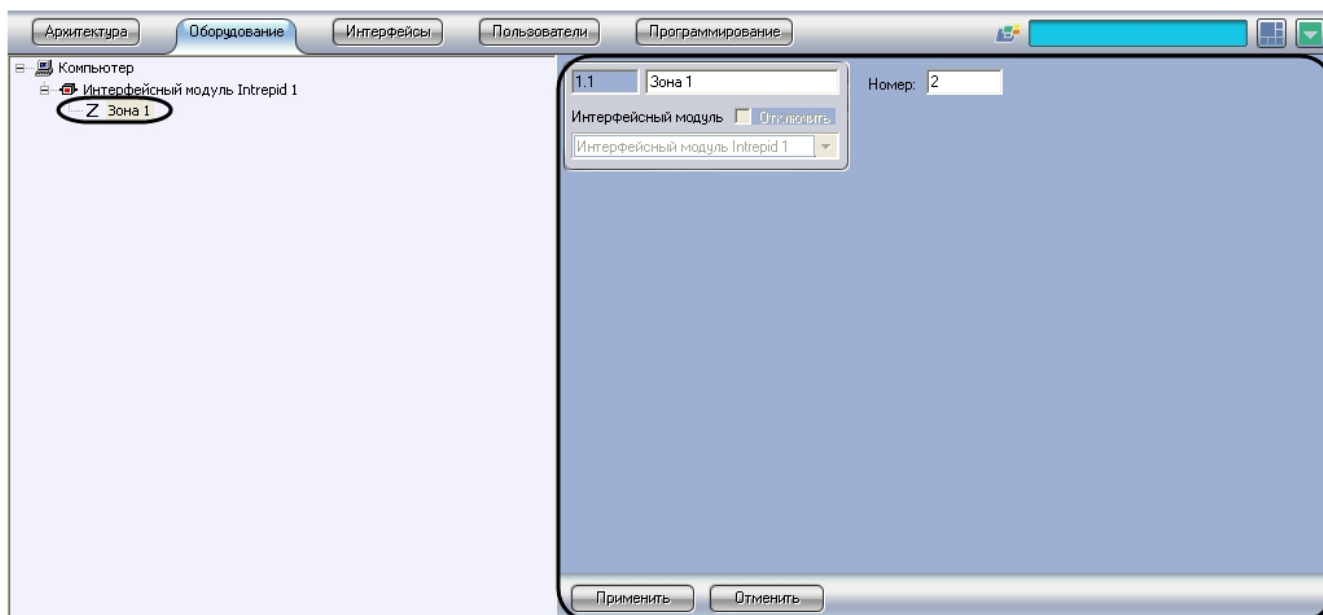 Архитектура Оборудование Интерфейсы Пользователи Программирование
Компьютер
Интерфейсный модуль Intrepid 1
Z Зона 1
1.1 Зона 1 Номер: 2
Интерфейсный модуль Отключить
Интерфейсный модуль Intrepid 1
Применить Отменить